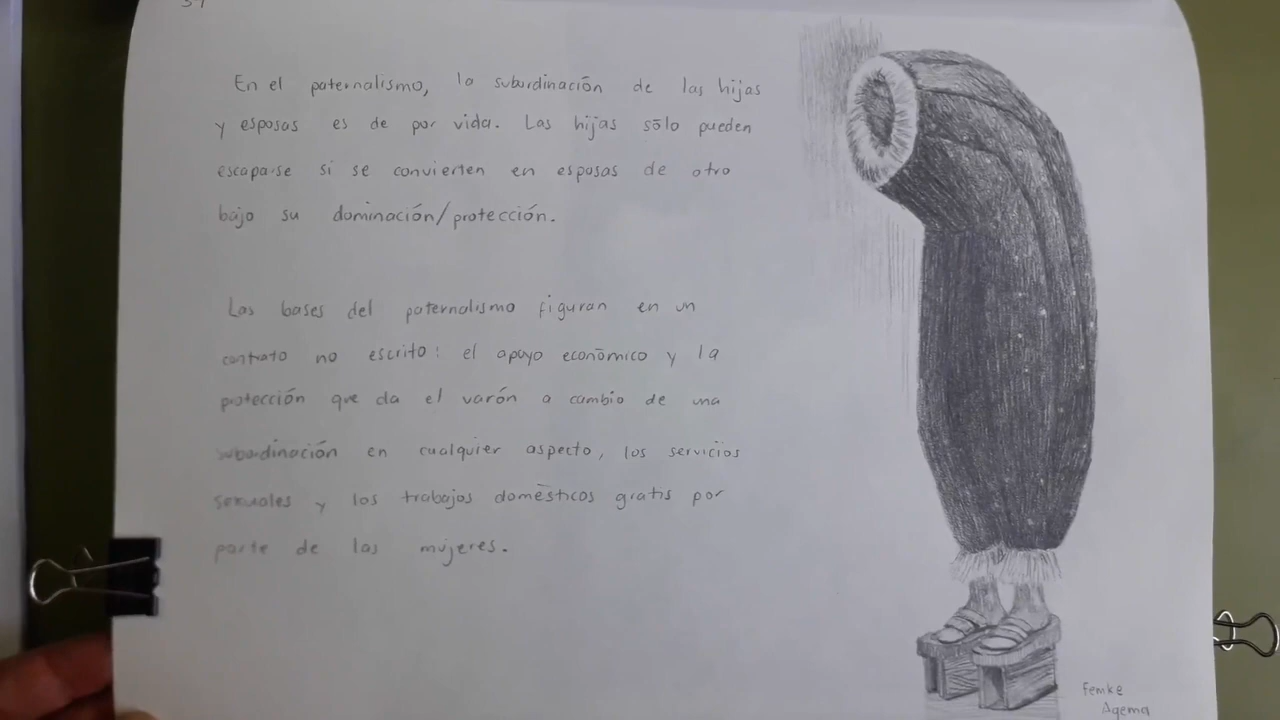 En el paternalismo, la subordinación de las hijas
y esposas es de por vida. Las hijas sólo pueden
escaparse si se convierten en esposas de otro
bajo su dominación/protección.
Las bases del paternalismo figuran en un
contrato no escrito: el apoyo económico y la
protección que da el varón a cambio de una
subordinación en cualquier aspecto, los servicios
sexuales y los trabajos domésticos gratis por
parte de las mujeres.
Femke
Agema